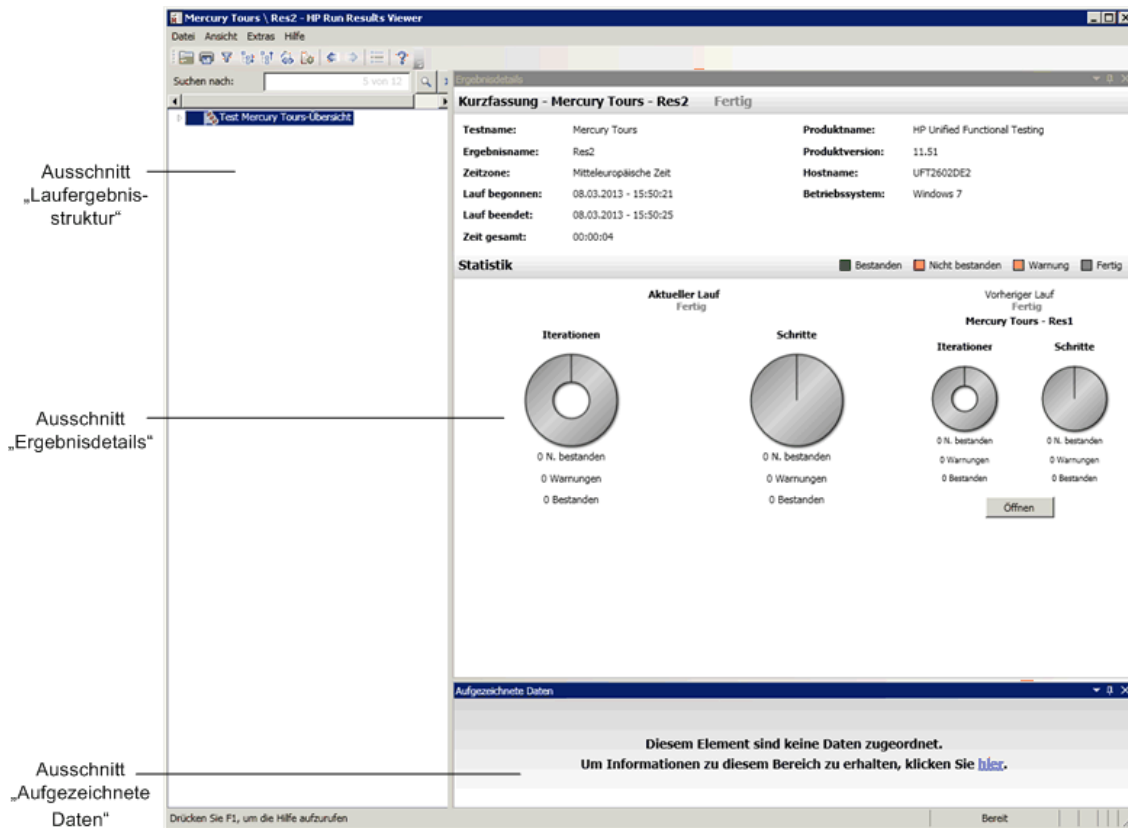 Mercury Tours \ Res2 - HP Run Results Viewer
Datei Ansicht Extras Hilfe
Suchen nach: 5 von 12
Test Mercury Tours-Übersicht
Ausschnitt
„Laufergebnis-
struktur“
Ergebnisdetails
Kurzfassung - Mercury Tours - Res2 Fertig
Testname: Mercury Tours Produktname: HP Unified Functional Testing
Ergebnisname: Res2 Produktversion: 11.51
Zeitzone: Mitteleuropäische Zeit Hostname: UFT2602DE2
Lauf begonnen: 08.03.2013 - 15:50:21 Betriebssystem: Windows 7
Lauf beendet: 08.03.2013 - 15:50:25
Zeit gesamt: 00:00:04
Statistik Bestanden Nicht bestanden Warnung Fertig
Aktueller Lauf
Fertig
Iterationen Schritte
0 N. bestanden 0 N. bestanden
0 Warnungen 0 Warnungen
0 Bestanden 0 Bestanden
Vorheriger Lauf
Fertig
Mercury Tours - Res1
Iterationer Schritte
0 N. bestanden 0 N. bestanden
0 Warnungen 0 Warnungen
0 Bestanden 0 Bestanden
Öffnen
Ausschnitt
„Ergebnisdetails“
Aufgezeichnete Daten
Diesem Element sind keine Daten zugeordnet.
Um Informationen zu diesem Bereich zu erhalten, klicken Sie hier.
Ausschnitt
„Aufgezeichnete
Daten“
Drücken Sie F1, um die Hilfe aufzurufen Bereit